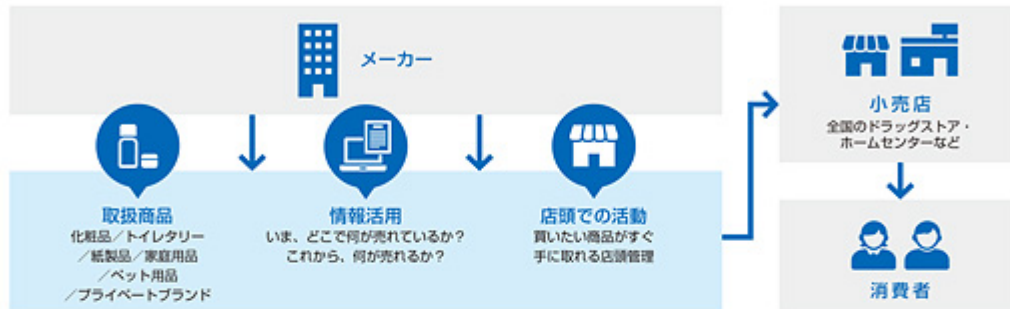 メーカー
取扱商品
化粧品／トイレタリー
／紙製品／家庭用品
／ペット用品
／プライベートブランド
情報活用
いま、どこで何が売れているか？
これから、何が売れるか？
店頭での活動
買いたい商品がすぐ
手に取れる店頭管理
小売店
全国のドラッグストア・
ホームセンターなど
消費者